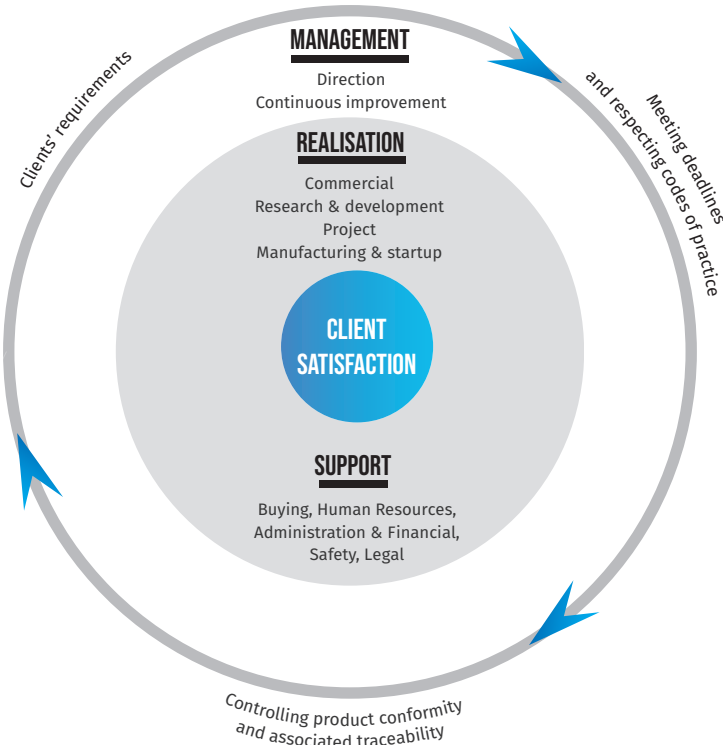 MANAGEMENT
Direction
Continuous improvement
Clients' requirements
Meeting deadlines
and respecting codes of practice
REALISATION
Commercial
Research & development
Project
Manufacturing & startup
CLIENT
SATISFACTION
SUPPORT
Buying, Human Resources,
Administration & Financial,
Safety, Legal
Controlling product conformity
and associated traceability